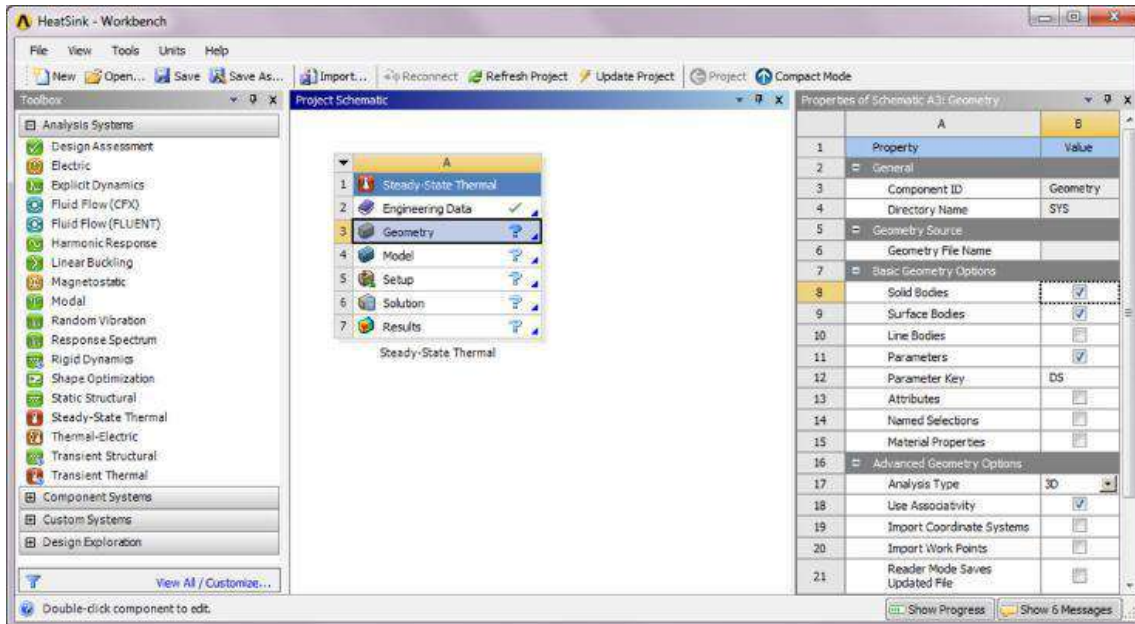 HeatSink - Workbench
File View Tools Units Help
New Open... Save Save As... Import... Reconnect Refresh Project Update Project Project Compact Mode
Toolbox
Analysis Systems
Design Assessment
Electric
Explicit Dynamics
Fluid Flow (CFX)
Fluid Flow (FLUENT)
Harmonic Response
Linear Buckling
Magnetostatic
Modal
Random Vibration
Response Spectrum
Rigid Dynamics
Shape Optimization
Static Structural
Steady-State Thermal
Thermal-Electric
Transient Structural
Transient Thermal
Component Systems
Custom Systems
Design Exploration
View All / Customize...
Project Schematic
A
1 Steady-State Thermal
2 Engineering Data
3 Geometry
4 Model
5 Setup
6 Solution
7 Results
Steady-State Thermal
Properties of Schematic A3: Geometry
A B
1 Property Value
2 General
3 Component ID Geometry
4 Directory Name SYS
5 Geometry Source
6 Geometry File Name
7 Basic Geometry Options
8 Solid Bodies
9 Surface Bodies
10 Line Bodies
11 Parameters
12 Parameter Key DS
13 Attributes
14 Named Selections
15 Material Properties
16 Advanced Geometry Options
17 Analysis Type 3D
18 Use Associativity
19 Import Coordinate Systems
20 Import Work Points
21 Reader Mode Saves
Updated File
Double-click component to edit.
Show Progress Show 6 Messages